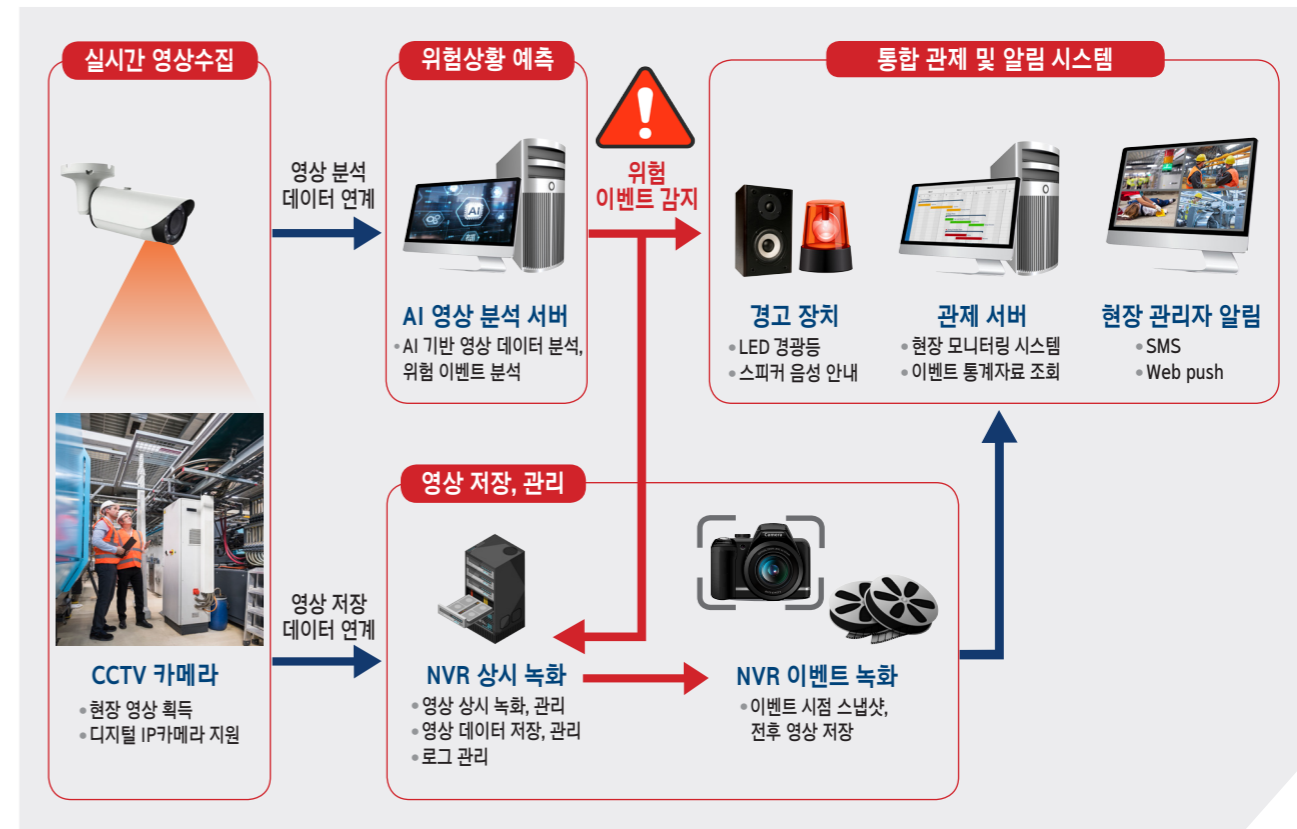 실시간 영상수집
위험상황 예측
통합 관제 및 알림 시스템
영상 분석
데이터 연계
위험
이벤트 감지
AI
AI 영상 분석 서버
• AI 기반 영상 데이터 분석,
위험 이벤트 분석
경고 장치
• LED 경광등
• 스피커 음성 안내
관제 서버
• 현장 모니터링 시스템
• 이벤트 통계자료 조회
현장 관리자 알림
• SMS
• Web push
영상 저장, 관리
Camera
영상 저장
데이터 연계
CCTV 카메라
• 현장 영상 획득
• 디지털 IP카메라 지원
NVR 상시 녹화
• 영상 상시 녹화, 관리
• 영상 데이터 저장, 관리
• 로그 관리
NVR 이벤트 녹화
• 이벤트 시점 스냅샷,
전후 영상 저장